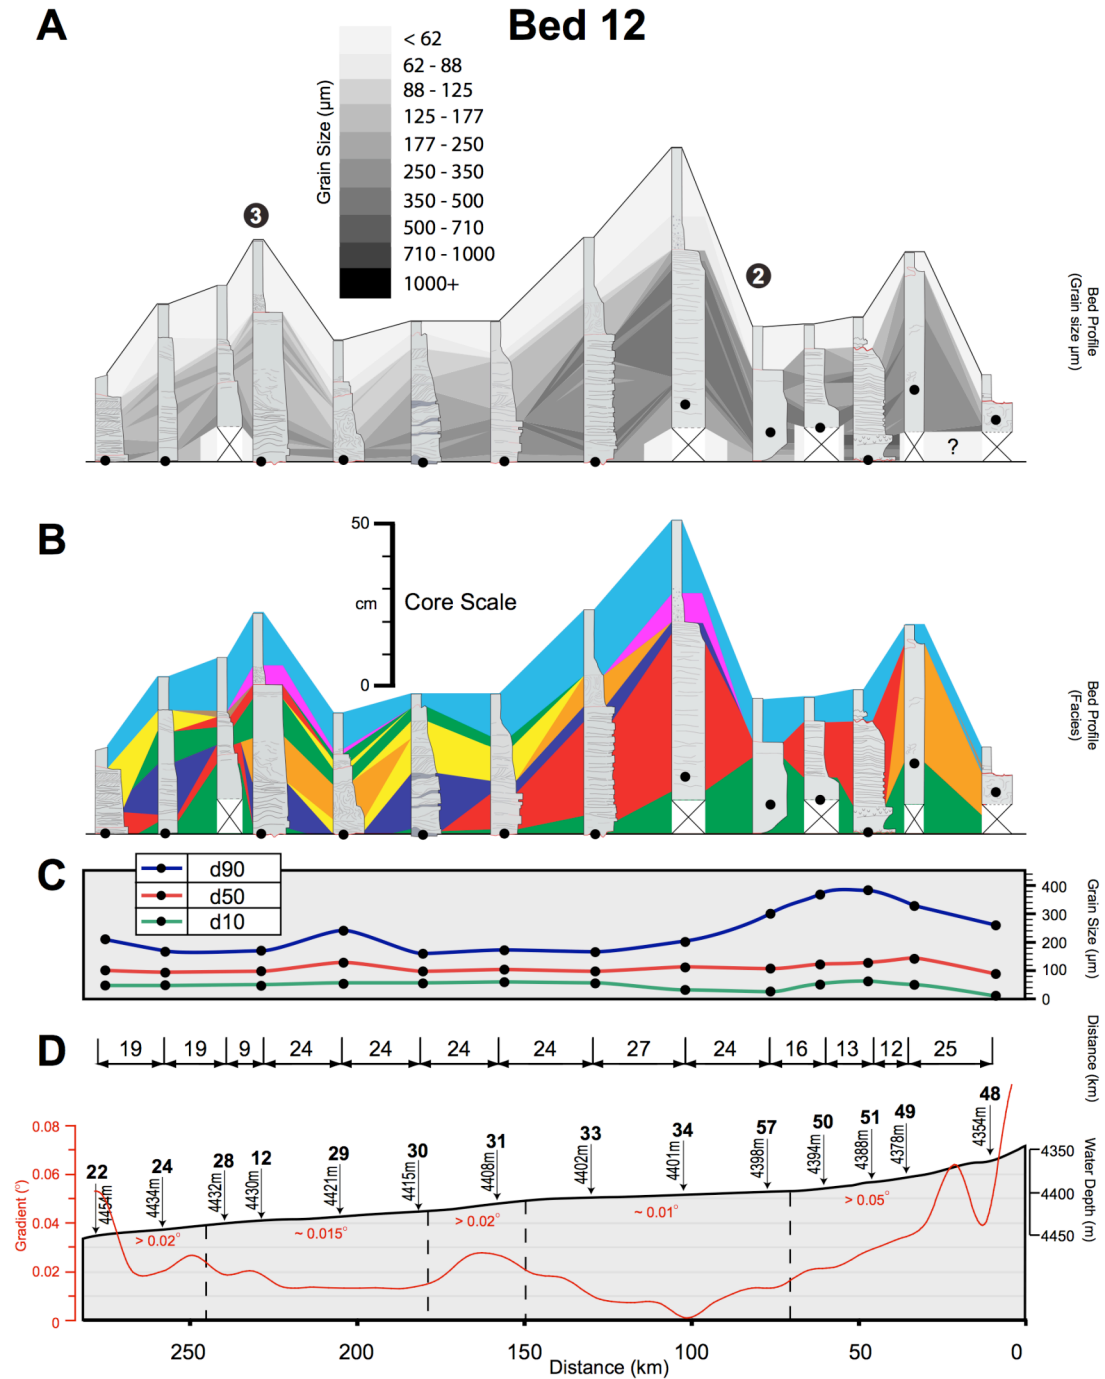 A
Bed 12
Grain Size (µm)
< 62
62 - 88
88 - 125
125 - 177
177 - 250
250 - 350
350 - 500
500 - 710
710 - 1000
1000+
3
2
?
Bed Profile
(Grain size µm)
B
50
cm
0
Core Scale
Bed Profile
(Facies)
C
d90
d50
d10
400
300
200
100
0
Grain Size (µm)
D
19 19 9 24 24 24 24 27 24 16 13 12 25
Distance (km)
0.08
0.06
0.04
0.02
0
Gradient (°)
22 24 28 12 29 30 31 33 34 57 50 51 49 48
4454m 4434m 4432m 4430m 4421m 4415m 4408m 4402m 4401m 4398m 4394m 4388m 4378m 4354m
> 0.02° ~ 0.015° > 0.02° ~ 0.01° > 0.05°
4350
4400
4450
Water Depth (m)
250 200 150 100 50 0
Distance (km)